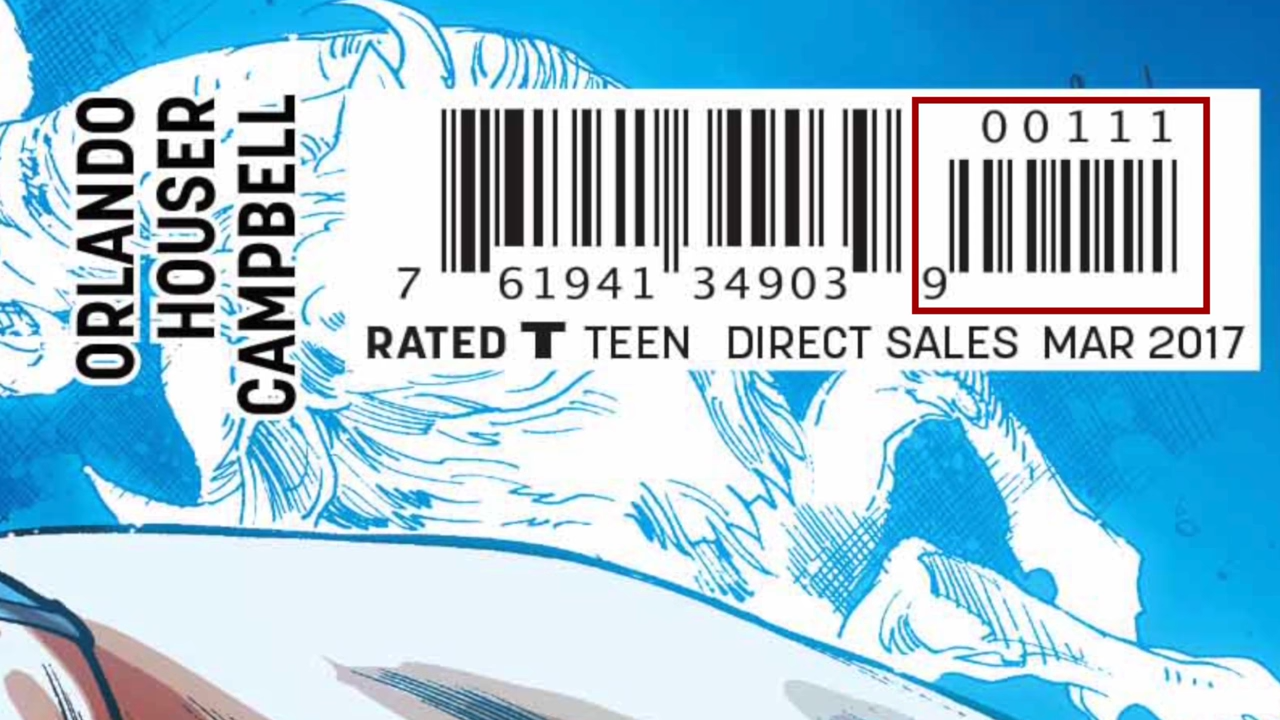 ORLANDO
HOUSER
CAMPBELL
00111
7 61941 34903 9
RATED T TEEN DIRECT SALES MAR 2017